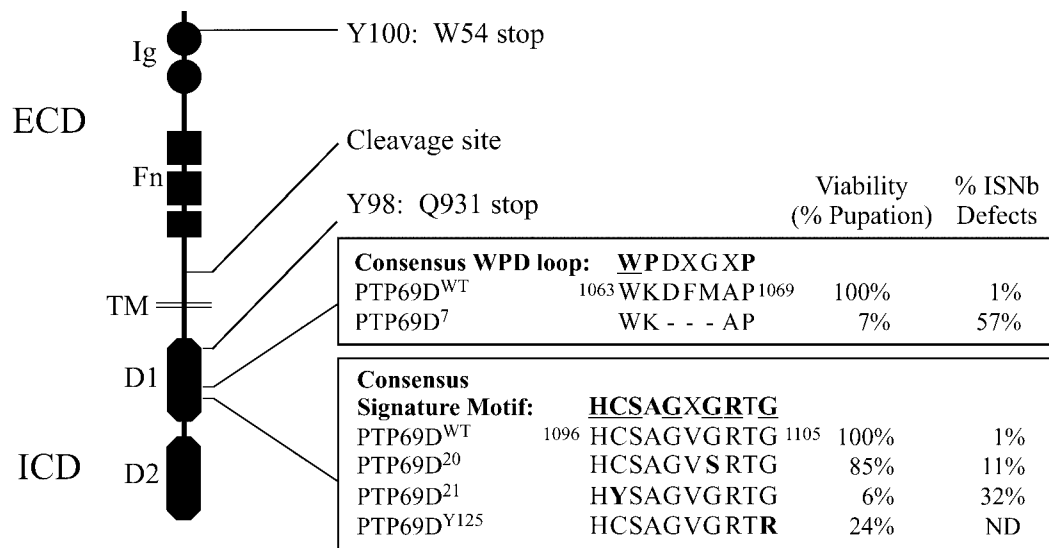 Ig
Y100: W54 stop
ECD
Cleavage site
Fn
Y98: Q931 stop
Viability
(% Pupation)
% ISNb
Defects
TM
Consensus WPD loop: WPDXGXP
PTP69D^WT 1063 WKDFMAP 1069 100% 1%
PTP69D^7 WK - - - AP 7% 57%
D1
Consensus
Signature Motif: HCSAGXGRTG
PTP69D^WT 1096 HCSAGVGRTG 1105 100% 1%
PTP69D^20 HCSAGVSRTG 85% 11%
PTP69D^21 HYSAGVGRTG 6% 32%
PTP69D^Y125 HCSAGVGRTR 24% ND
ICD
D2